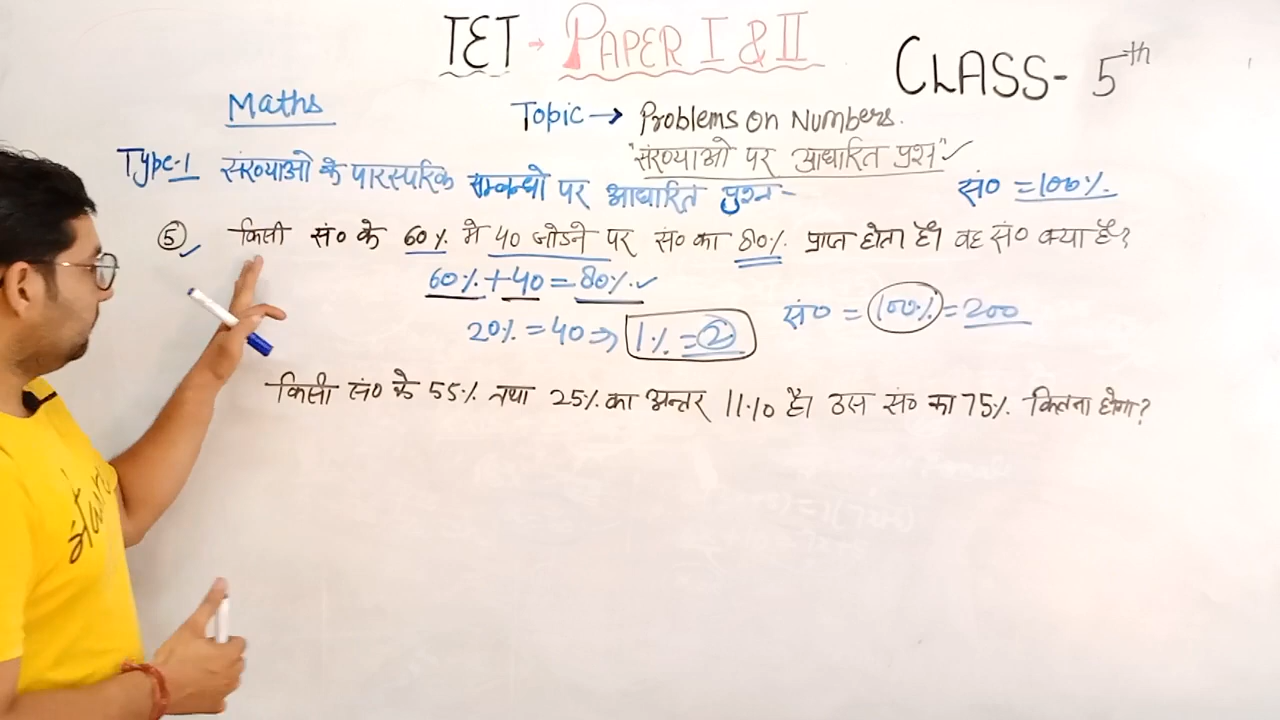 TET → PAPER I & II
CLASS- 5th
Maths
Topic → Problems On Numbers.
"संख्याओ पर आधारित प्रश्न" ✓
Type-1 संख्याओ के पारस्परिक सम्बन्धो पर आधारित प्रश्न-
सं० = 100%.
⑤ किसी सं० के 60% मे 40 जोडने पर सं० का 80% प्राप्त होता है। वह सं० क्या है?
60% + 40 = 80% ✓
20% = 40 ⇒ 1% = 2
सं० = 100% = 200
किसी सं० के 55% तथा 25% का अन्तर 11.10 है। उस सं० का 75% कितना होगा?